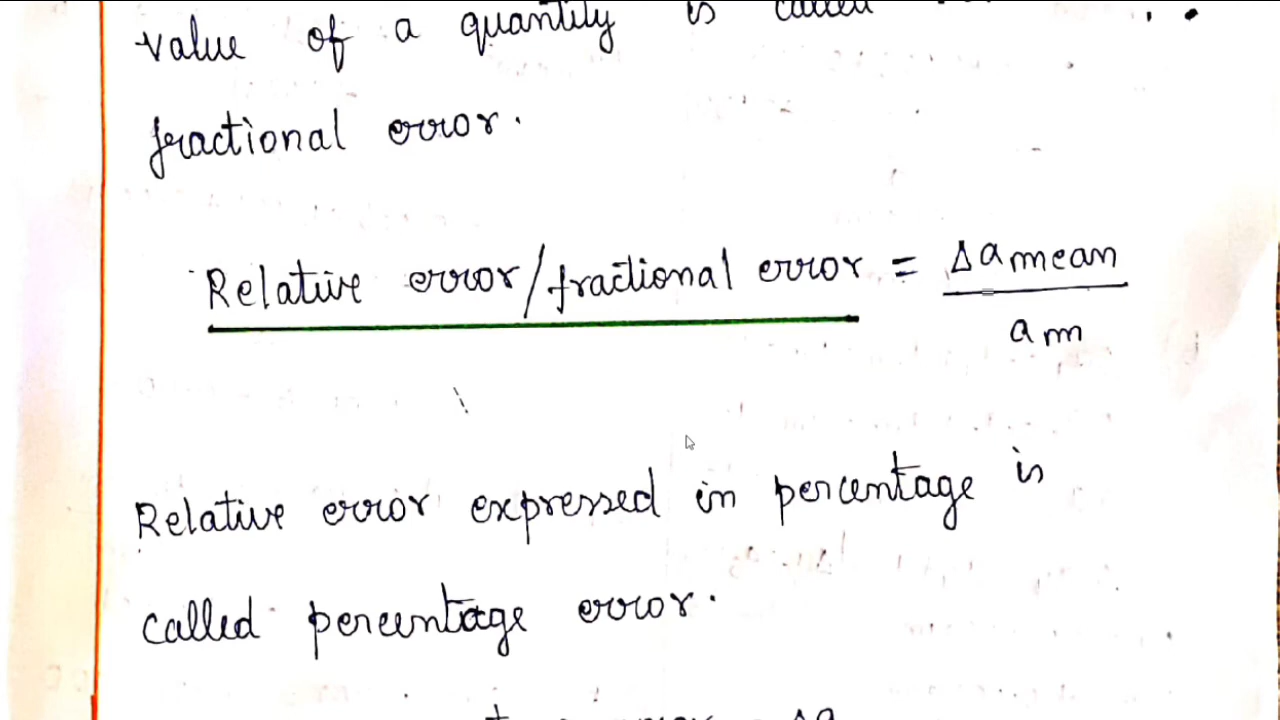 value of a quantity is called
fractional error.
Relative error/fractional error = Δa mean / a m
Relative error expressed in percentage is
called percentage error.